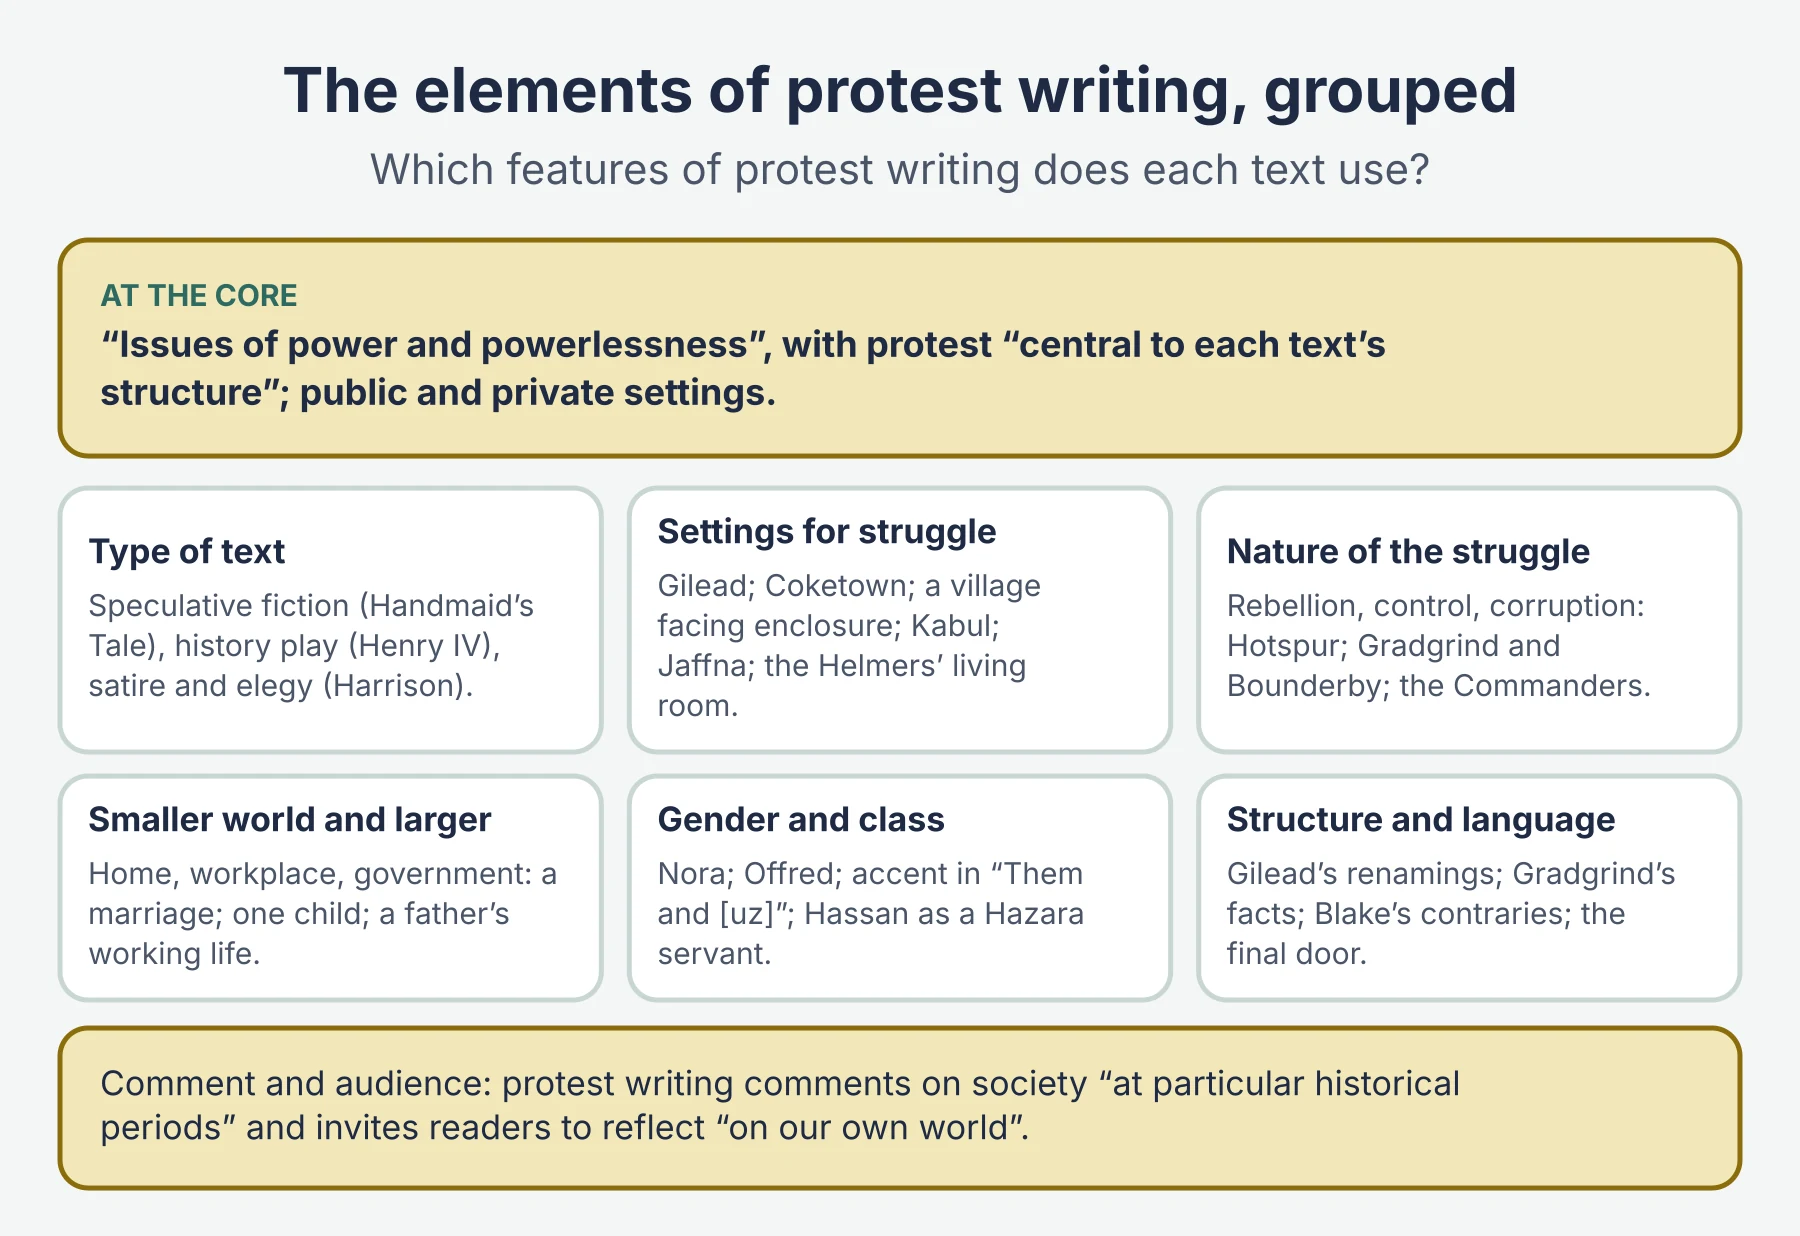 The elements of protest writing, grouped
Which features of protest writing does each text use?
AT THE CORE
“Issues of power and powerlessness”, with protest “central to each text’s
structure”; public and private settings.
Type of text
Speculative fiction (Handmaid’s
Tale), history play (Henry IV),
satire and elegy (Harrison).
Settings for struggle
Gilead; Coketown; a village
facing enclosure; Kabul;
Jaffna; the Helmers’ living
room.
Nature of the struggle
Rebellion, control, corruption:
Hotspur; Gradgrind and
Bounderby; the Commanders.
Smaller world and larger
Home, workplace, government: a
marriage; one child; a father’s
working life.
Gender and class
Nora; Offred; accent in “Them
and [uz]”; Hassan as a Hazara
servant.
Structure and language
Gilead’s renamings; Gradgrind’s
facts; Blake’s contraries; the
final door.
Comment and audience: protest writing comments on society “at particular historical
periods” and invites readers to reflect “on our own world”.